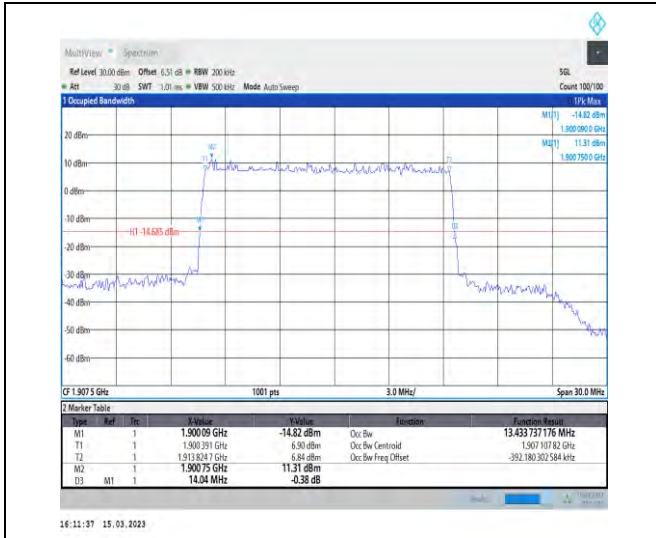 MultiView Spectrum
Ref Level 30.00 dBm Offset 6.51 dB RBW 200 kHz SGL
Att 30 dB SWT 1.01 ms VBW 500 kHz Mode Auto Sweep Count 100/100
1 Occupied Bandwidth 1Pk Max
M1[1] -14.82 dBm
1.900 090 0 GHz
M2[1] 11.31 dBm
1.900 750 0 GHz
20 dBm
10 dBm
0 dBm
-10 dBm
H1 -14.685 dBm
-20 dBm
-30 dBm
-40 dBm
-50 dBm
-60 dBm
M2
T1
T2
M1
D3
CF 1.907 5 GHz 1001 pts 3.0 MHz/ Span 30.0 MHz
2 Marker Table
Type Ref Trc X-Value Y-Value Function Function Result
M1 1 1.900 09 GHz -14.82 dBm Occ Bw 13.433 737 176 MHz
T1 1 1.900 391 GHz 6.90 dBm Occ Bw Centroid 1.907 107 82 GHz
T2 1 1.913 824 7 GHz 6.84 dBm Occ Bw Freq Offset -392.180 302 584 kHz
M2 1 1.900 75 GHz 11.31 dBm
D3 M1 1 14.04 MHz -0.38 dB
16:11:37 15.03.2023